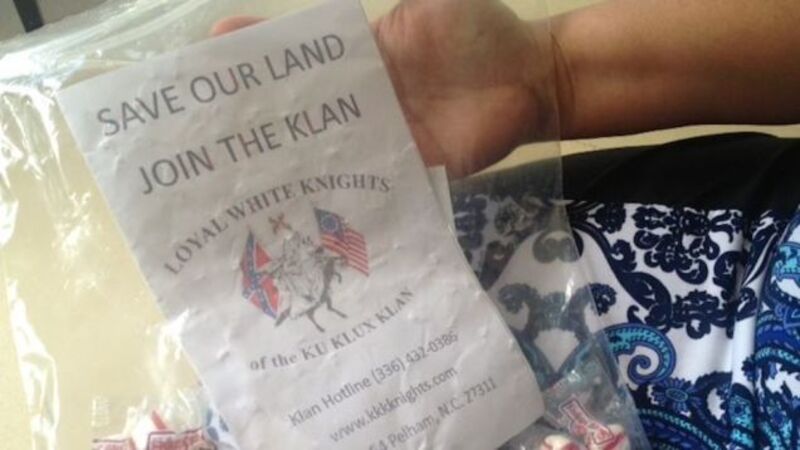 SAVE OUR LAND
JOIN THE KLAN
LOYAL WHITE KNIGHTS
of the KU KLUX KLAN
Klan Hotline (336) 432-0386
www.kkkknights.com
54 Pelham, N.C. 27311